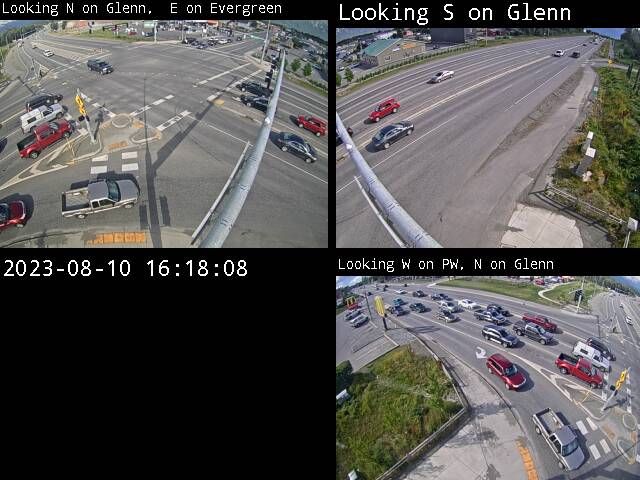 Looking N on Glenn,  E on Evergreen
Looking S on Glenn
2023-08-10 16:18:08
Looking W on PW, N on Glenn